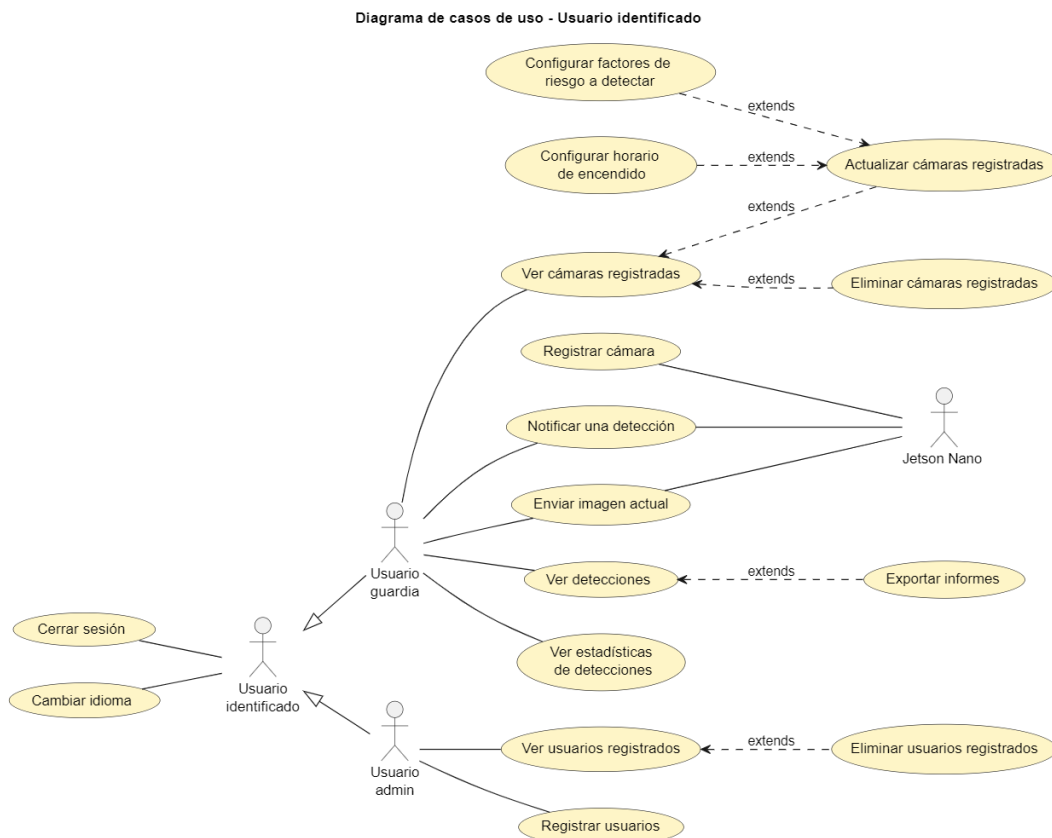 Diagrama de casos de uso - Usuario identificado
Configurar factores de
riesgo a detectar
extends
Configurar horario
de encendido
extends
Actualizar cámaras registradas
extends
Ver cámaras registradas
extends
Eliminar cámaras registradas
Registrar cámara
Notificar una detección
Jetson Nano
Enviar imagen actual
Usuario
guardia
Ver detecciones
extends
Exportar informes
Cerrar sesión
Ver estadísticas
de detecciones
Cambiar idioma
Usuario
identificado
Usuario
admin
Ver usuarios registrados
extends
Eliminar usuarios registrados
Registrar usuarios